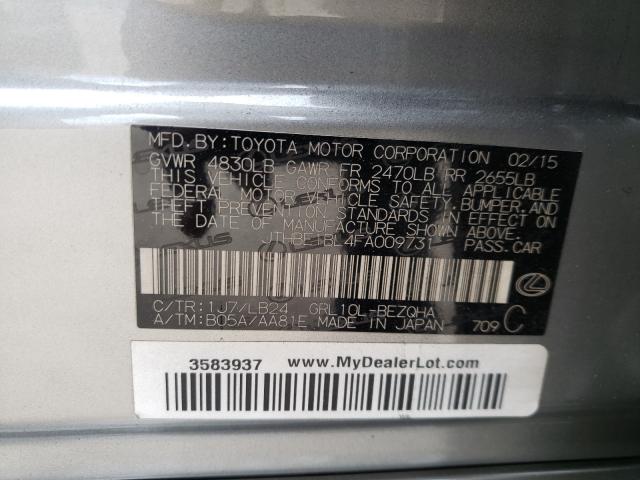 MFD. BY: TOYOTA MOTOR CORPORATION 02/15
GVWR 4830LB GAWR FR 2470LB RR 2655LB
THIS VEHICLE CONFORMS TO ALL APPLICABLE
FEDERAL MOTOR VEHICLE SAFETY, BUMPER, AND
THEFT PREVENTION STANDARDS IN EFFECT ON
THE DATE OF MANUFACTURE SHOWN ABOVE.
PASS. CAR
C/TR: 1J7/LB24 GRL10L-BEZQHA
A/TM: B05A/AA81E MADE IN JAPAN 709 C
3583937 www.MyDealerLot.com